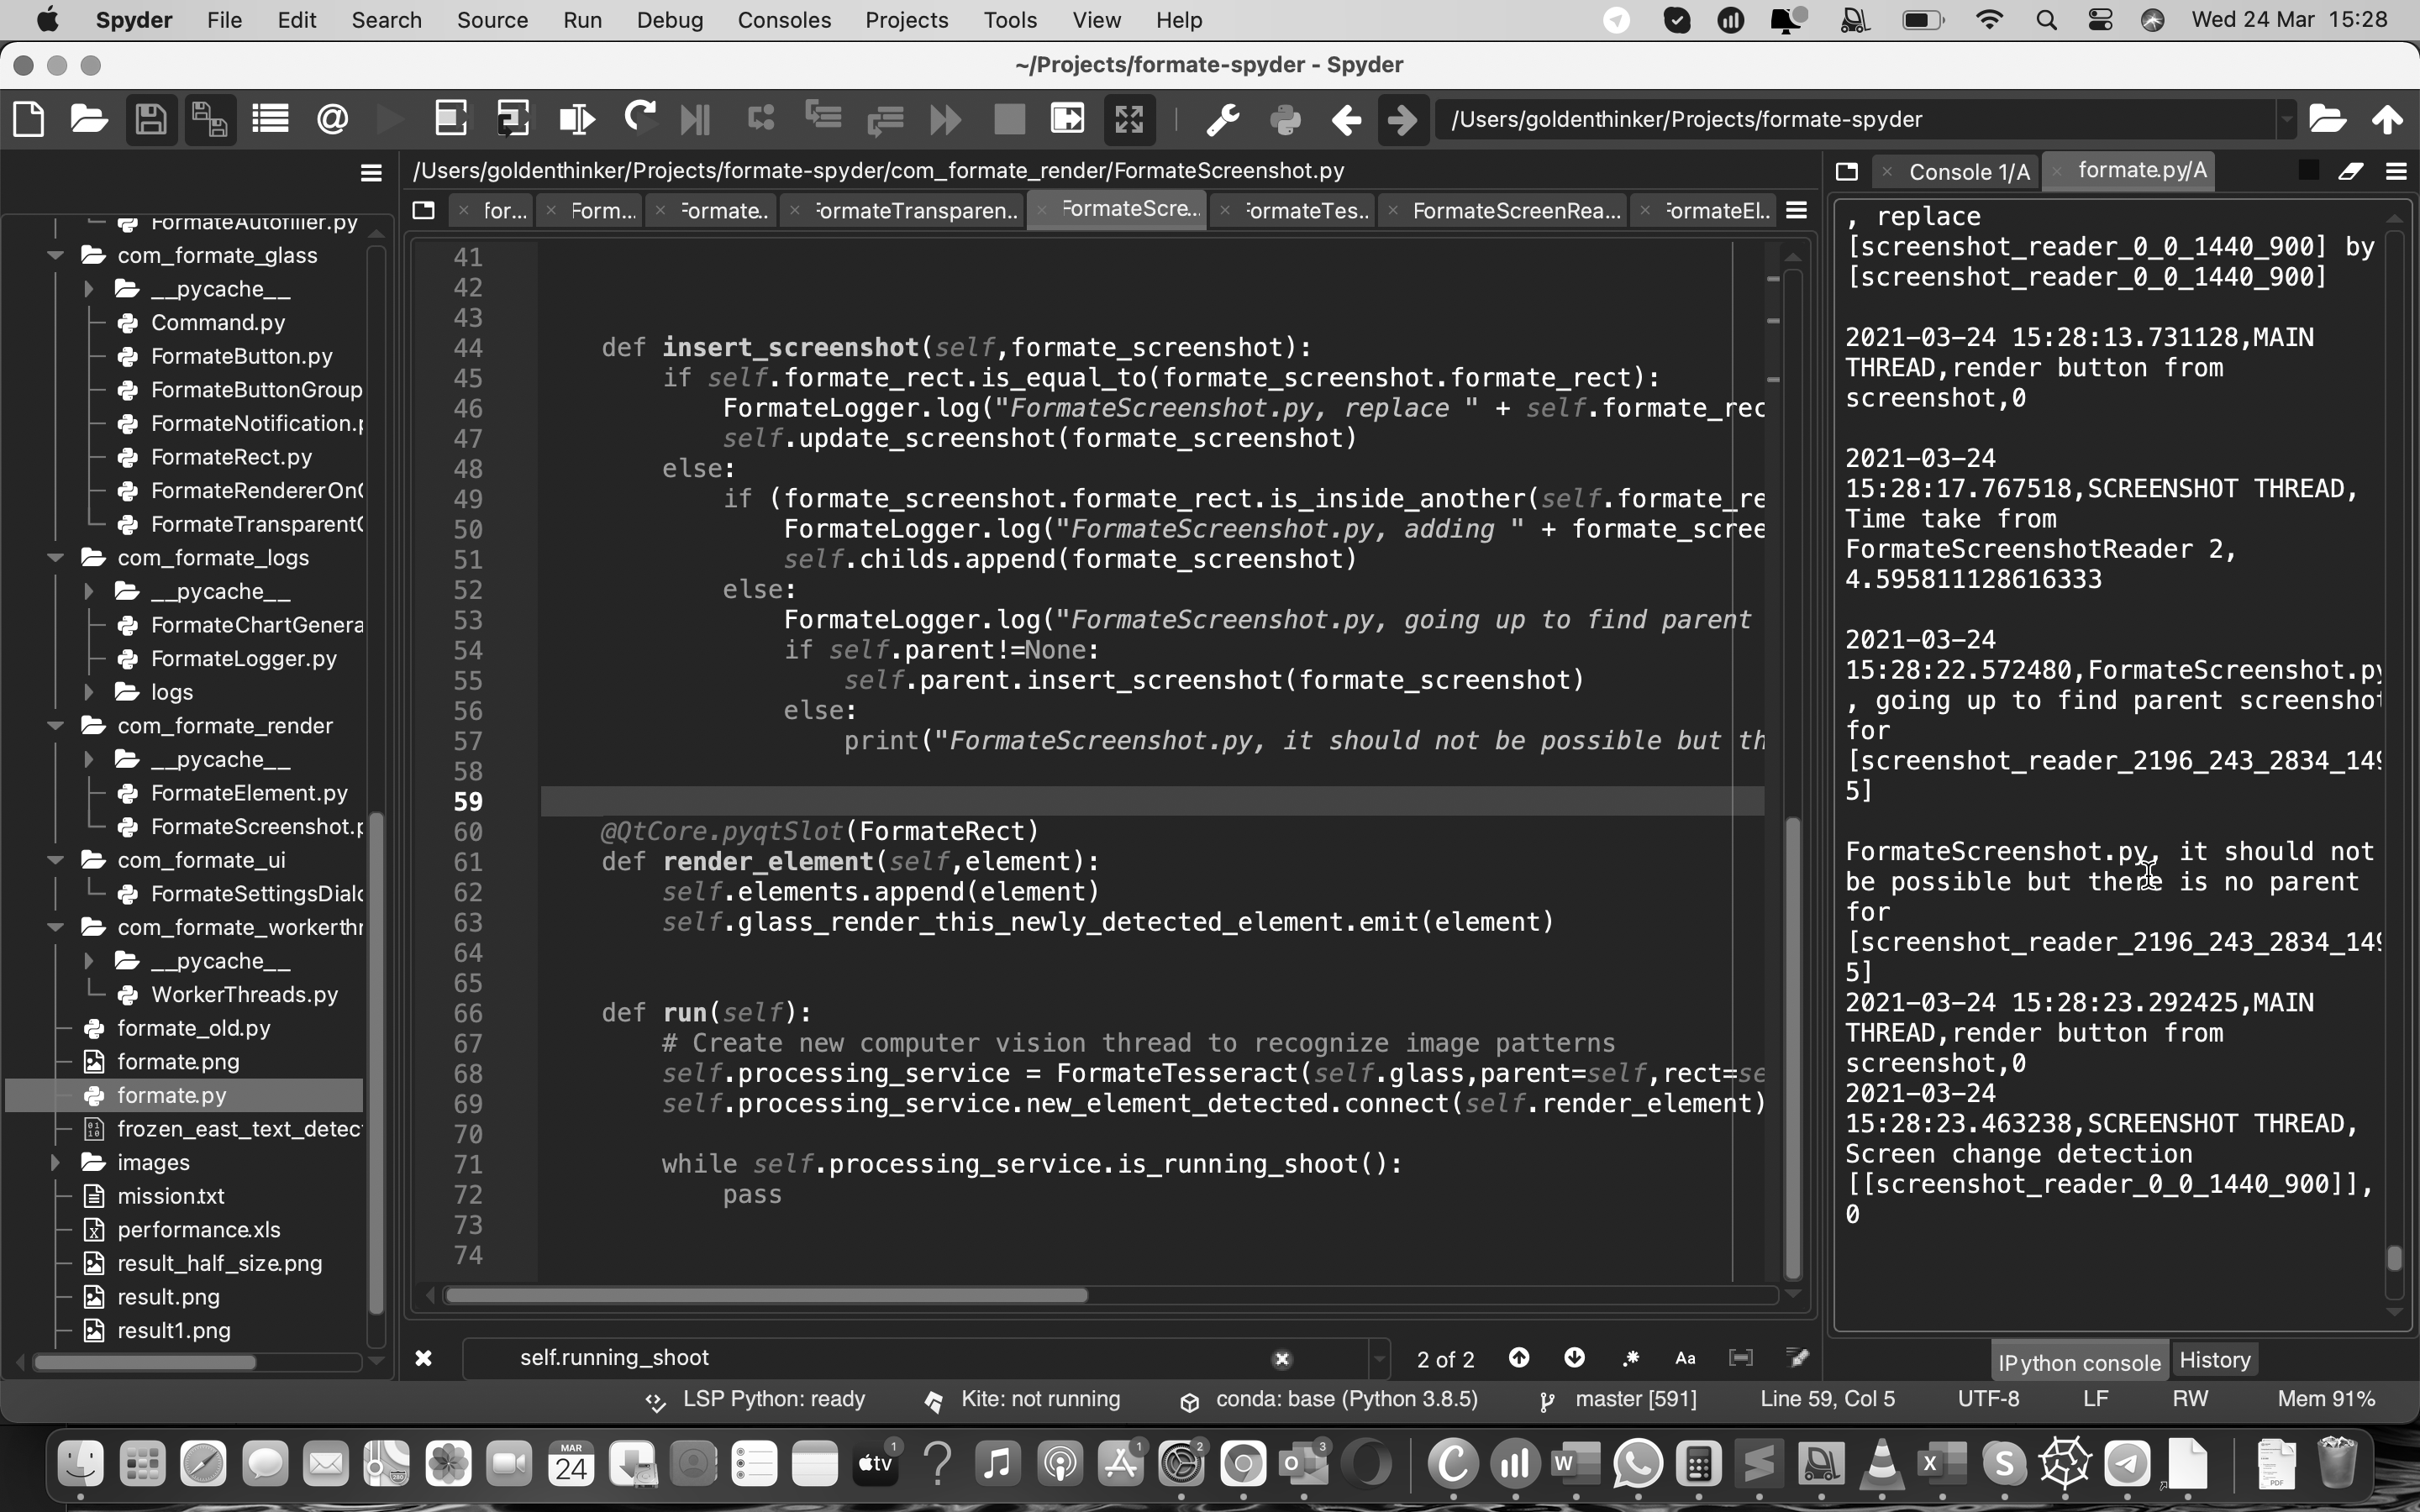 Spyder File Edit Search Source Run Debug Consoles Projects Tools View Help Wed 24 Mar 15:28
~/Projects/formate-spyder - Spyder
/Users/goldenthinker/Projects/formate-spyder
/Users/goldenthinker/Projects/formate-spyder/com_formate_render/FormateScreenshot.py
for... Form... Formate.. FormateTransparen.. FormateScre... FormateTes.. FormateScreenRea... FormateEl..
Console 1/A formate.py/A
FormateAutofiller.py
com_formate_glass
__pycache__
Command.py
FormateButton.py
FormateButtonGroup
FormateNotification.p
FormateRect.py
FormateRendererOnG
FormateTransparentG
com_formate_logs
__pycache__
FormateChartGenera
FormateLogger.py
logs
com_formate_render
__pycache__
FormateElement.py
FormateScreenshot.p
com_formate_ui
FormateSettingsDialo
com_formate_workerthr
__pycache__
WorkerThreads.py
formate_old.py
formate.png
formate.py
frozen_east_text_detec
images
mission.txt
performance.xls
result_half_size.png
result.png
result1.png
41
42
43
44 def insert_screenshot(self,formate_screenshot):
45 if self.formate_rect.is_equal_to(formate_screenshot.formate_rect):
46 FormateLogger.log("FormateScreenshot.py, replace " + self.formate_rec
47 self.update_screenshot(formate_screenshot)
48 else:
49 if (formate_screenshot.formate_rect.is_inside_another(self.formate_re
50 FormateLogger.log("FormateScreenshot.py, adding " + formate_scree
51 self.childs.append(formate_screenshot)
52 else:
53 FormateLogger.log("FormateScreenshot.py, going up to find parent
54 if self.parent!=None:
55 self.parent.insert_screenshot(formate_screenshot)
56 else:
57 print("FormateScreenshot.py, it should not be possible but th
58
59
60 @QtCore.pyqtSlot(FormateRect)
61 def render_element(self,element):
62 self.elements.append(element)
63 self.glass_render_this_newly_detected_element.emit(element)
64
65
66 def run(self):
67 # Create new computer vision thread to recognize image patterns
68 self.processing_service = FormateTesseract(self.glass,parent=self,rect=se
69 self.processing_service.new_element_detected.connect(self.render_element)
70
71 while self.processing_service.is_running_shoot():
72 pass
73
74
, replace
[screenshot_reader_0_0_1440_900] by
[screenshot_reader_0_0_1440_900]
2021-03-24 15:28:13.731128,MAIN
THREAD,render button from
screenshot,0
2021-03-24
15:28:17.767518,SCREENSHOT THREAD,
Time take from
FormateScreenshotReader 2,
4.595811128616333
2021-03-24
15:28:22.572480,FormateScreenshot.py
, going up to find parent screenshot
for
[screenshot_reader_2196_243_2834_149
5]
FormateScreenshot.py, it should not
be possible but there is no parent
for
[screenshot_reader_2196_243_2834_149
5]
2021-03-24 15:28:23.292425,MAIN
THREAD,render button from
screenshot,0
2021-03-24
15:28:23.463238,SCREENSHOT THREAD,
Screen change detection
[[screenshot_reader_0_0_1440_900]],
0
self.running_shoot 2 of 2 .* Aa
IPython console History
LSP Python: ready Kite: not running conda: base (Python 3.8.5) master [591] Line 59, Col 5 UTF-8 LF RW Mem 91%
MAR
24
tv 1
1
2
3
PDF